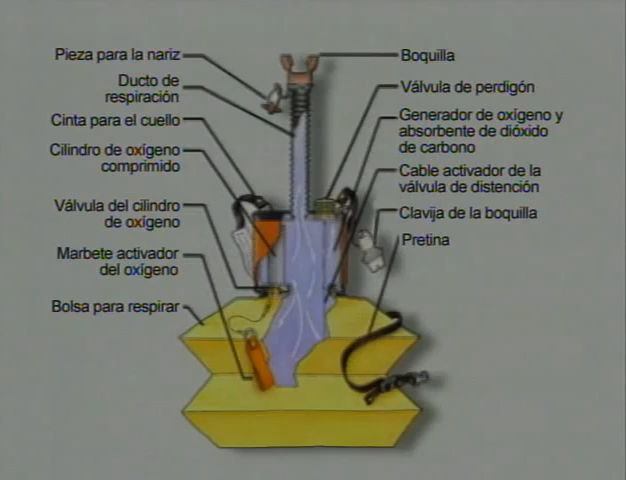 Pieza para la nariz
Ducto de
respiración
Cinta para el cuello
Cilindro de oxígeno
comprimido
Válvula del cilindro
de oxígeno
Marbete activador
del oxígeno
Bolsa para respirar
Boquilla
Válvula de perdigón
Generador de oxígeno y
absorbente de dióxido
de carbono
Cable activador de la
válvula de distención
Clavija de la boquilla
Pretina